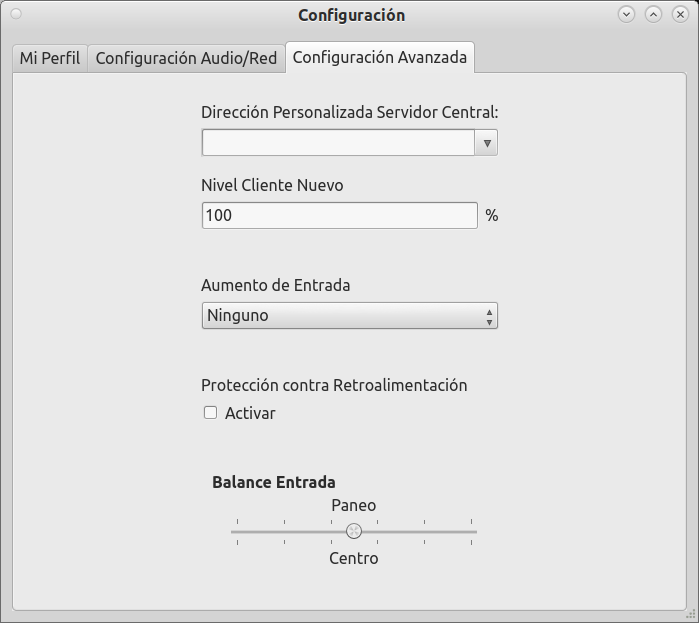 Configuración
Mi Perfil Configuración Audio/Red Configuración Avanzada
Dirección Personalizada Servidor Central:
Nivel Cliente Nuevo
100 %
Aumento de Entrada
Ninguno
Protección contra Retroalimentación
Activar
Balance Entrada
Paneo
Centro